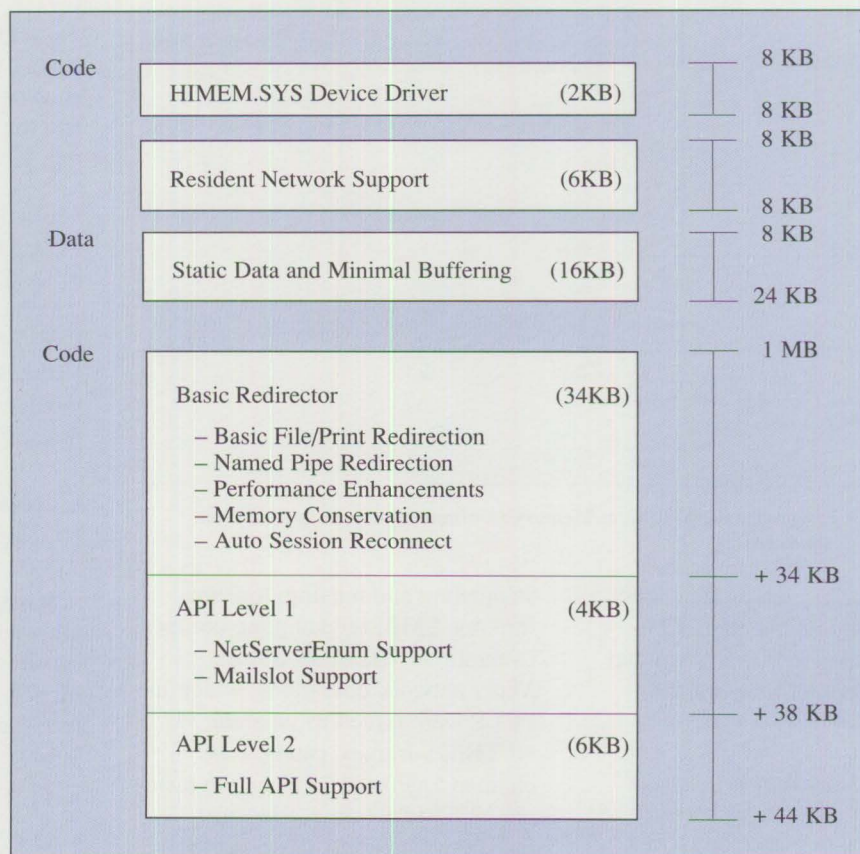 Code
HIMEM.SYS Device Driver (2KB)
8 KB
8 KB
Resident Network Support (6KB)
8 KB
8 KB
Data
Static Data and Minimal Buffering (16KB)
8 KB
24 KB
Code
1 MB
Basic Redirector (34KB)
– Basic File/Print Redirection
– Named Pipe Redirection
– Performance Enhancements
– Memory Conservation
– Auto Session Reconnect
+ 34 KB
API Level 1 (4KB)
– NetServerEnum Support
– Mailslot Support
+ 38 KB
API Level 2 (6KB)
– Full API Support
+ 44 KB